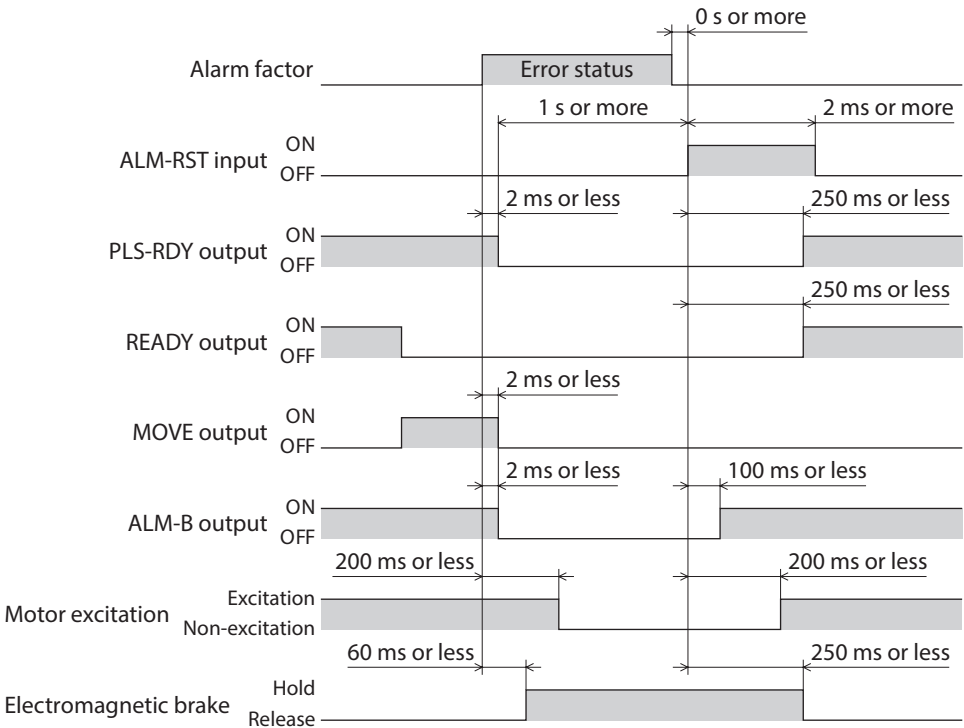 0 s or more
Alarm factor
Error status
1 s or more
2 ms or more
ALM-RST input
ON
OFF
2 ms or less
250 ms or less
PLS-RDY output
ON
OFF
250 ms or less
READY output
ON
OFF
2 ms or less
MOVE output
ON
OFF
2 ms or less
100 ms or less
ALM-B output
ON
OFF
200 ms or less
200 ms or less
Motor excitation
Excitation
Non-excitation
60 ms or less
250 ms or less
Electromagnetic brake
Hold
Release